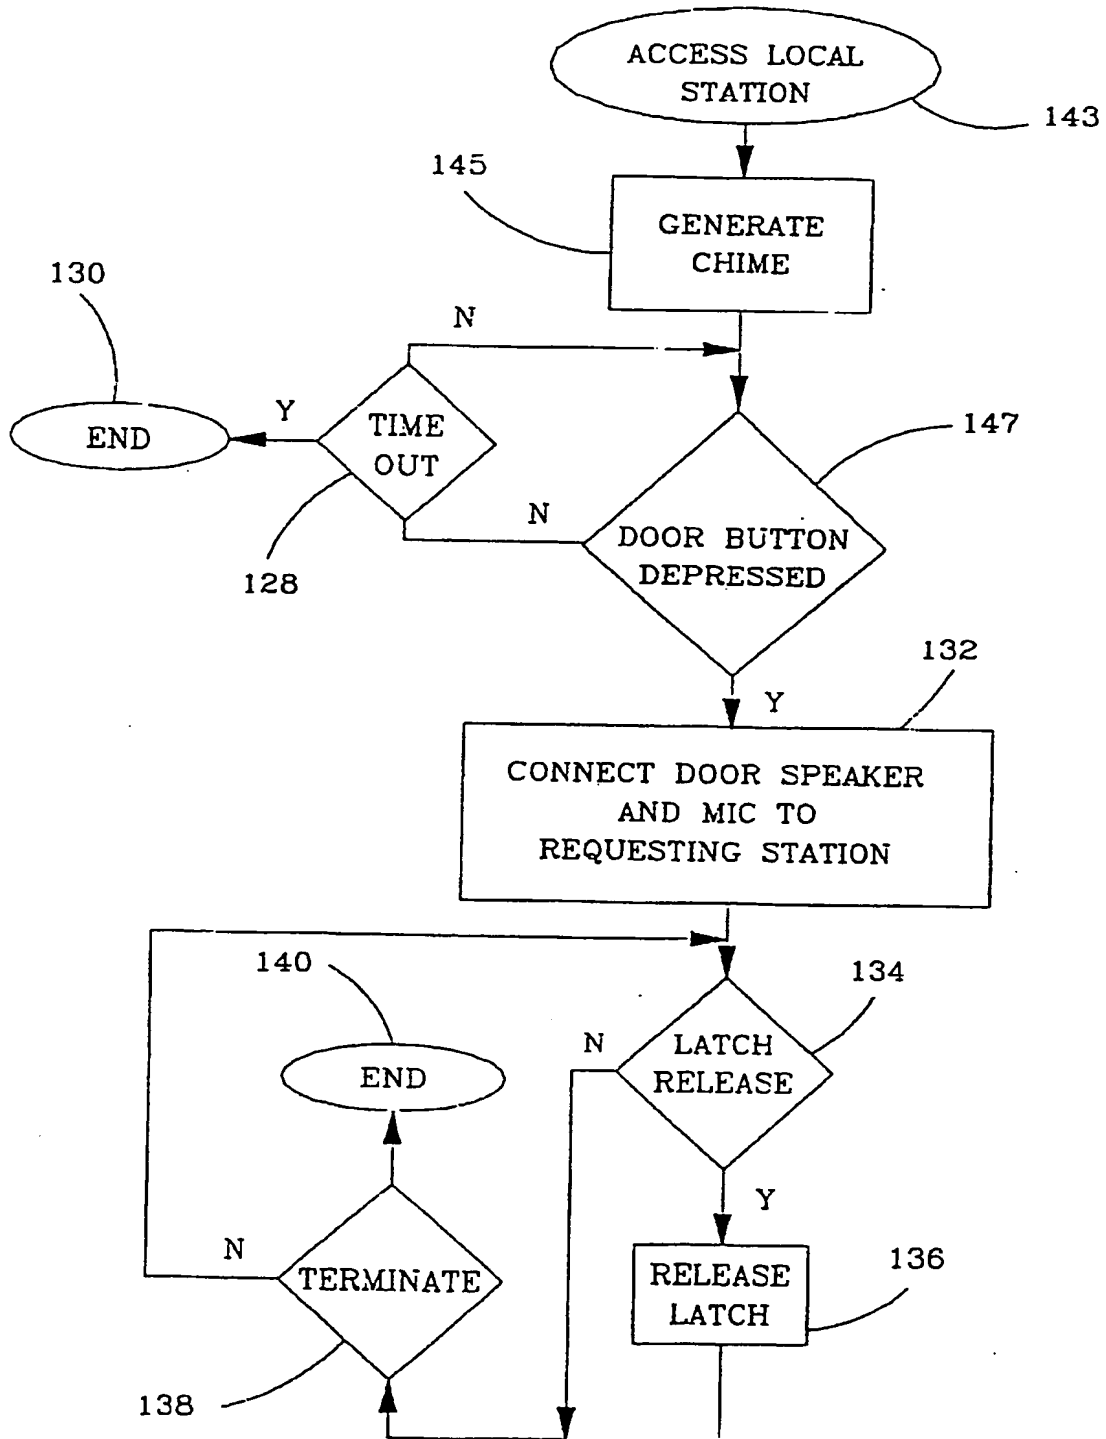 ACCESS LOCAL
STATION
143
145
GENERATE
CHIME
130
N
Y
END
TIME
OUT
147
N
128
DOOR BUTTON
DEPRESSED
132
Y
CONNECT DOOR SPEAKER
AND MIC TO
REQUESTING STATION
140
134
N
LATCH
RELEASE
END
Y
N
TERMINATE
RELEASE
LATCH
136
138